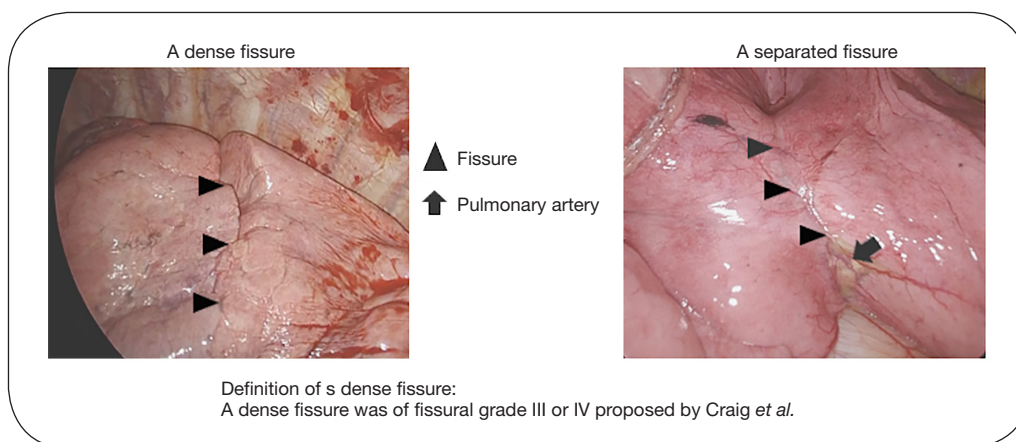 A dense fissure
A separated fissure
Fissure
Pulmonary artery
Definition of s dense fissure:
A dense fissure was of fissural grade III or IV proposed by Craig et al.